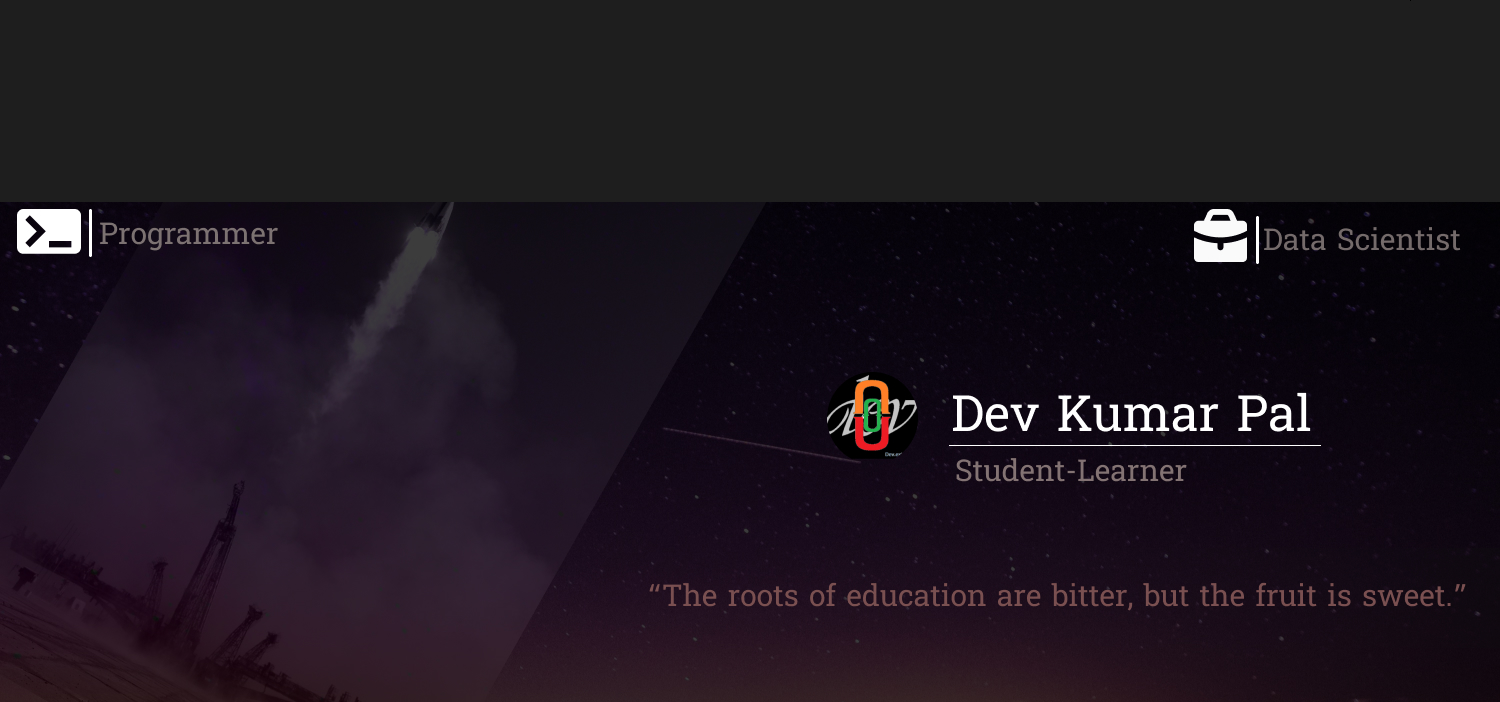 Programmer
Data Scientist
Dev Kumar Pal
Student-Learner
“The roots of education are bitter, but the fruit is sweet.”